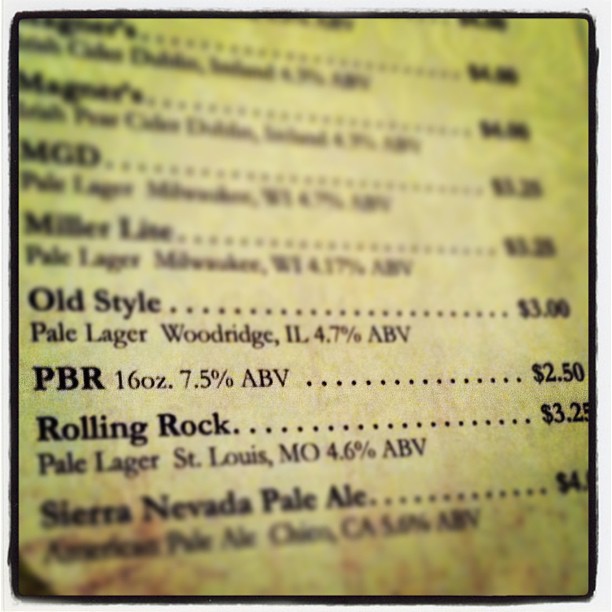 Magner's
Irish Cider Dublin, Ireland 4.5% ABV
Magner's.......................... $4.00
Irish Pear Cider Dublin, Ireland 4.5% ABV
MGD.......................... $3.25
Pale Lager Milwaukee, WI 4.7% ABV
Miller Lite.......................... $3.25
Pale Lager Milwaukee, WI 4.17% ABV
Old Style.......................... $3.00
Pale Lager Woodridge, IL 4.7% ABV
PBR 16oz. 7.5% ABV ................. $2.50
Rolling Rock...................... $3.25
Pale Lager St. Louis, MO 4.6% ABV
Sierra Nevada Pale Ale............. $4.
American Pale Ale Chico, CA 5.6% ABV